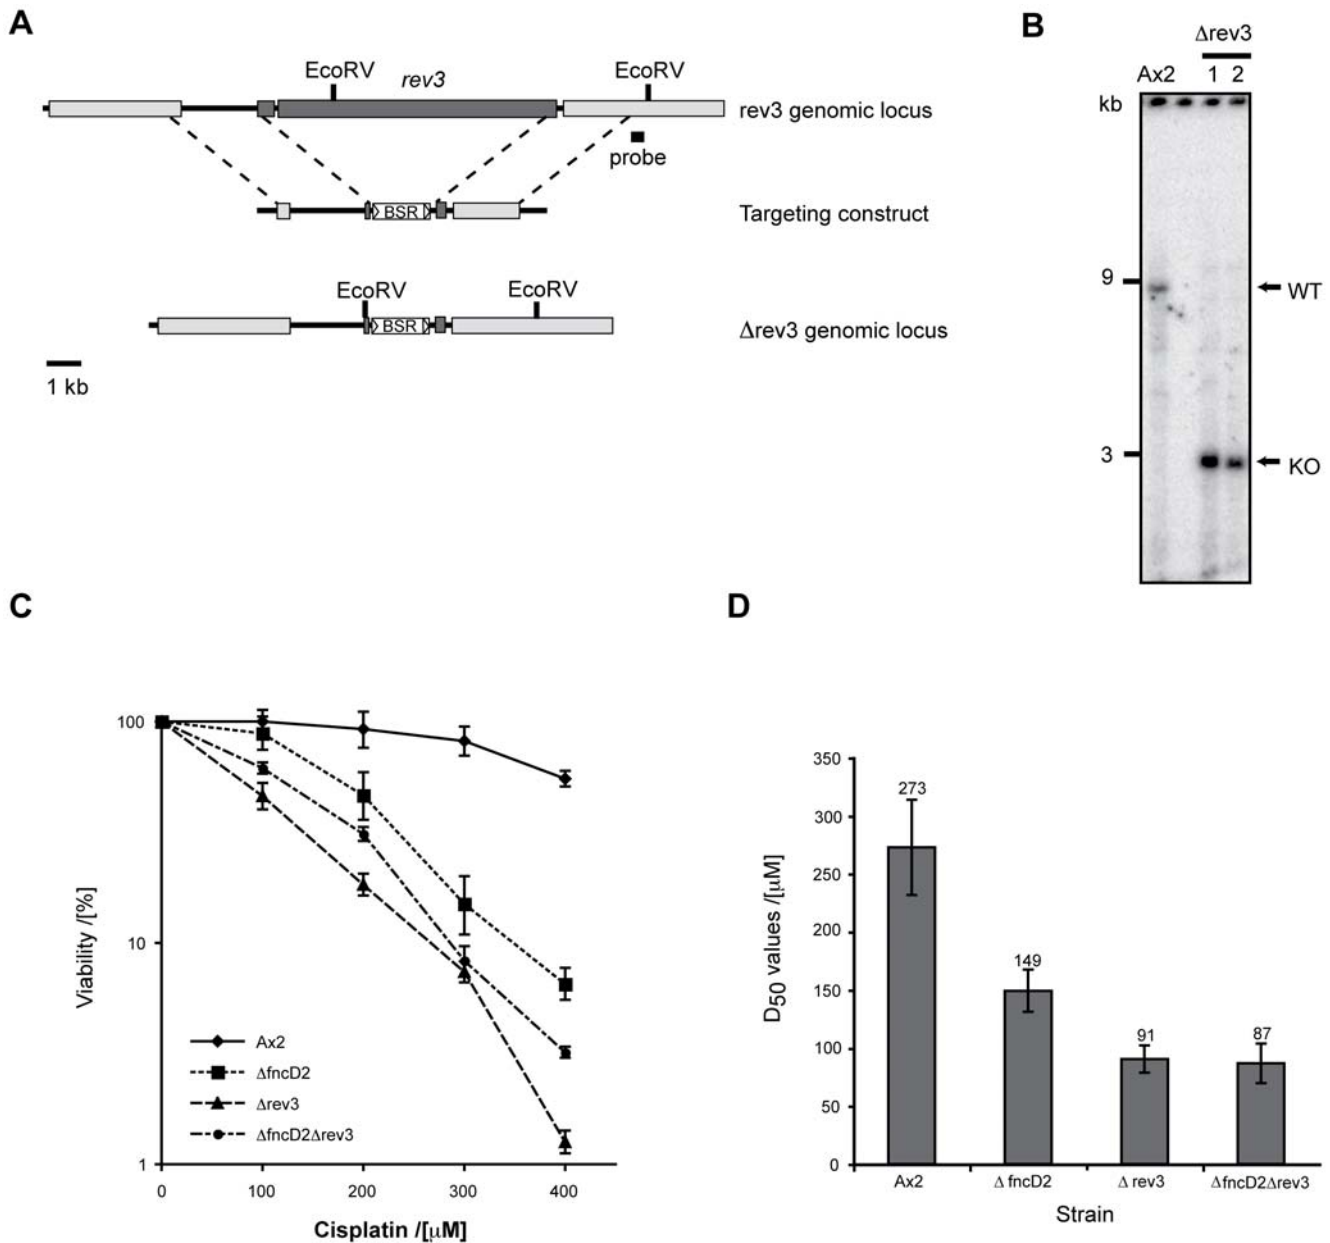 A
EcoRV
rev3
EcoRV
rev3 genomic locus
probe
BSR
Targeting construct
EcoRV
EcoRV
BSR
Δrev3 genomic locus
1 kb
B
Δrev3
Ax2 1 2
kb
9
WT
3
KO
C
100
10
1
Viability /[%]
Ax2
ΔfncD2
Δrev3
ΔfncD2Δrev3
0 100 200 300 400
Cisplatin /[µM]
D
350
300
250
200
150
100
50
0
D50 values /[µM]
273
149
91
87
Ax2 Δ fncD2 Δ rev3 ΔfncD2Δrev3
Strain